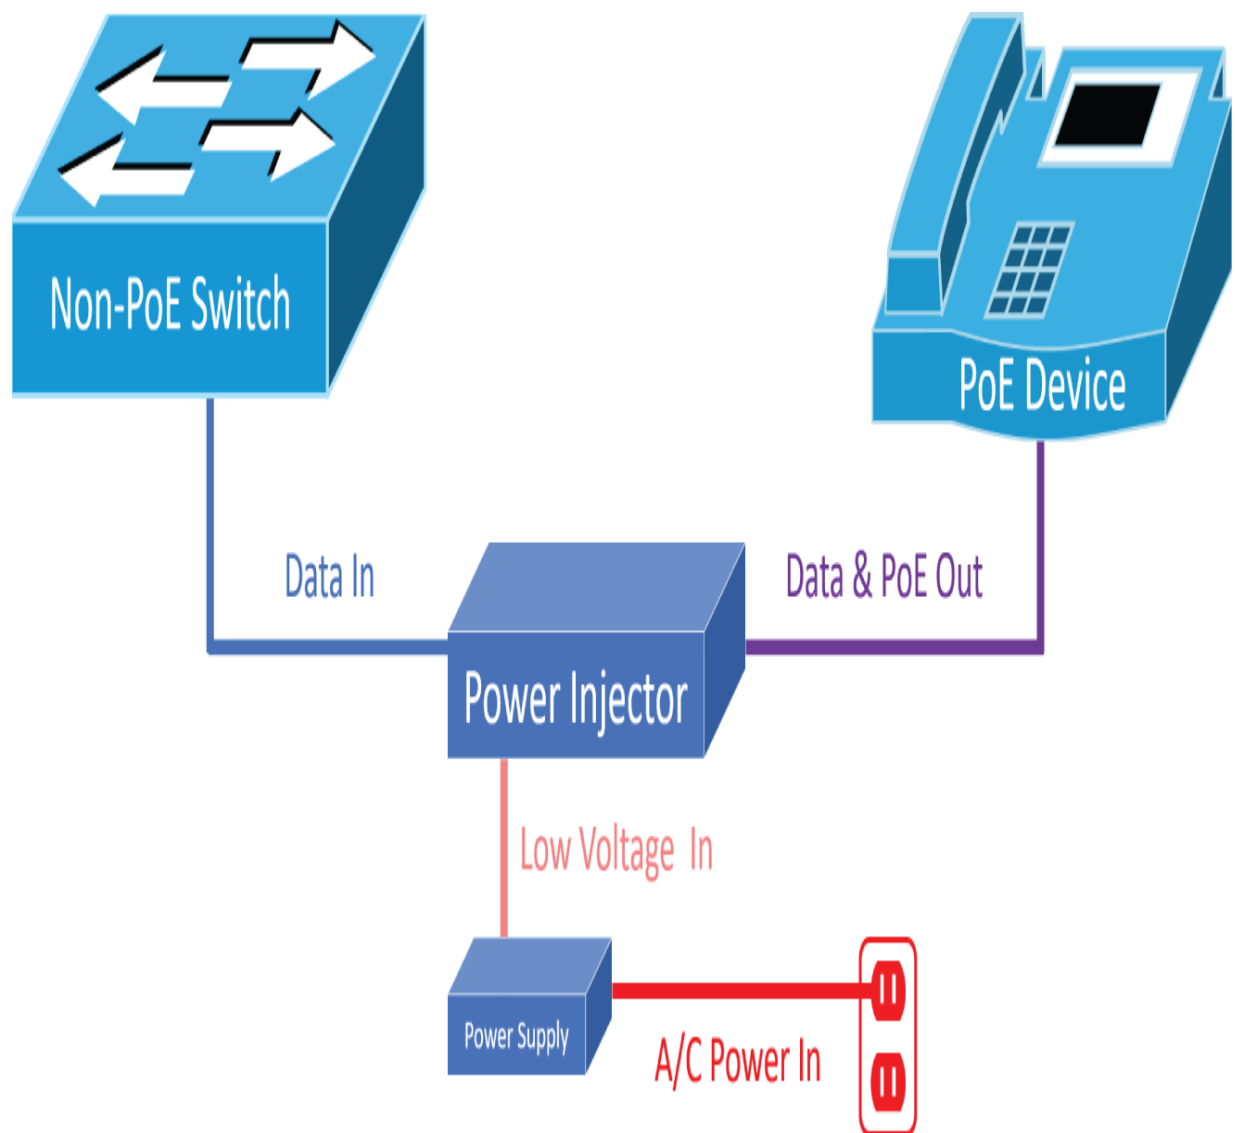 Non-PoE Switch
PoE Device
Data In
Data & PoE Out
Power Injector
Low Voltage In
Power Supply
A/C Power In